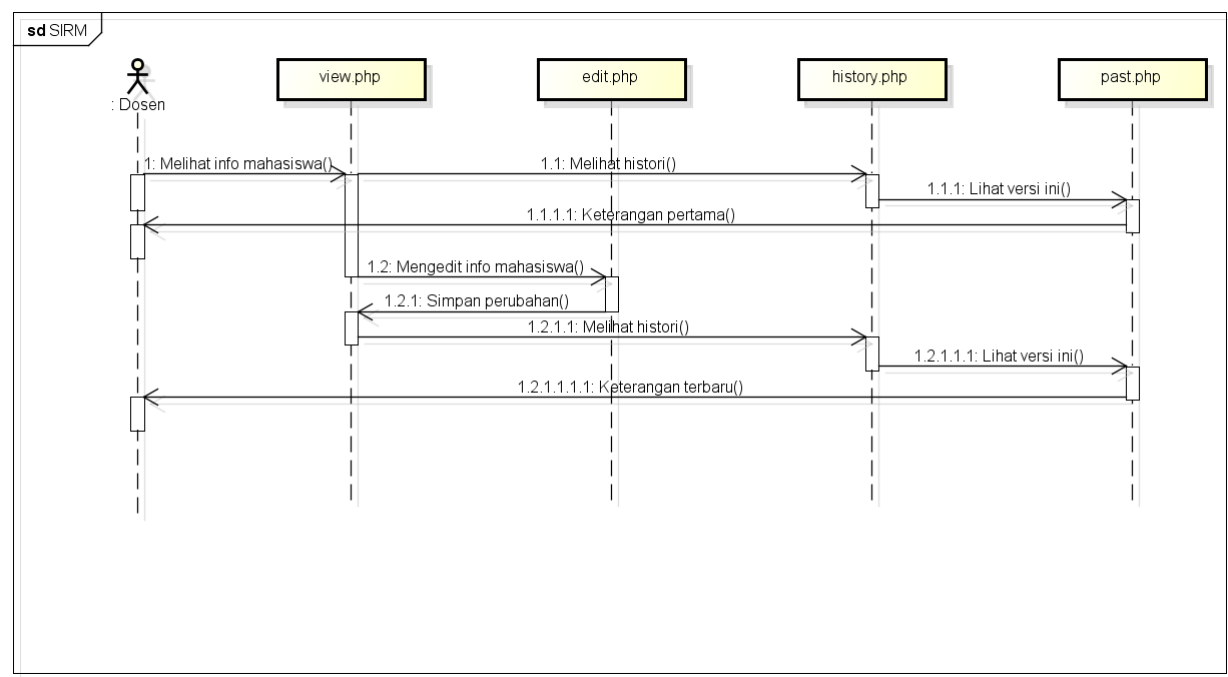 sd SIRM
: Dosen
view.php
edit.php
history.php
past.php
1: Melihat info mahasiswa()
1.1: Melihat histori()
1.1.1: Lihat versi ini()
1.1.1.1: Keterangan pertama()
1.2: Mengedit info mahasiswa()
1.2.1: Simpan perubahan()
1.2.1.1: Melihat histori()
1.2.1.1.1: Lihat versi ini()
1.2.1.1.1.1: Keterangan terbaru()